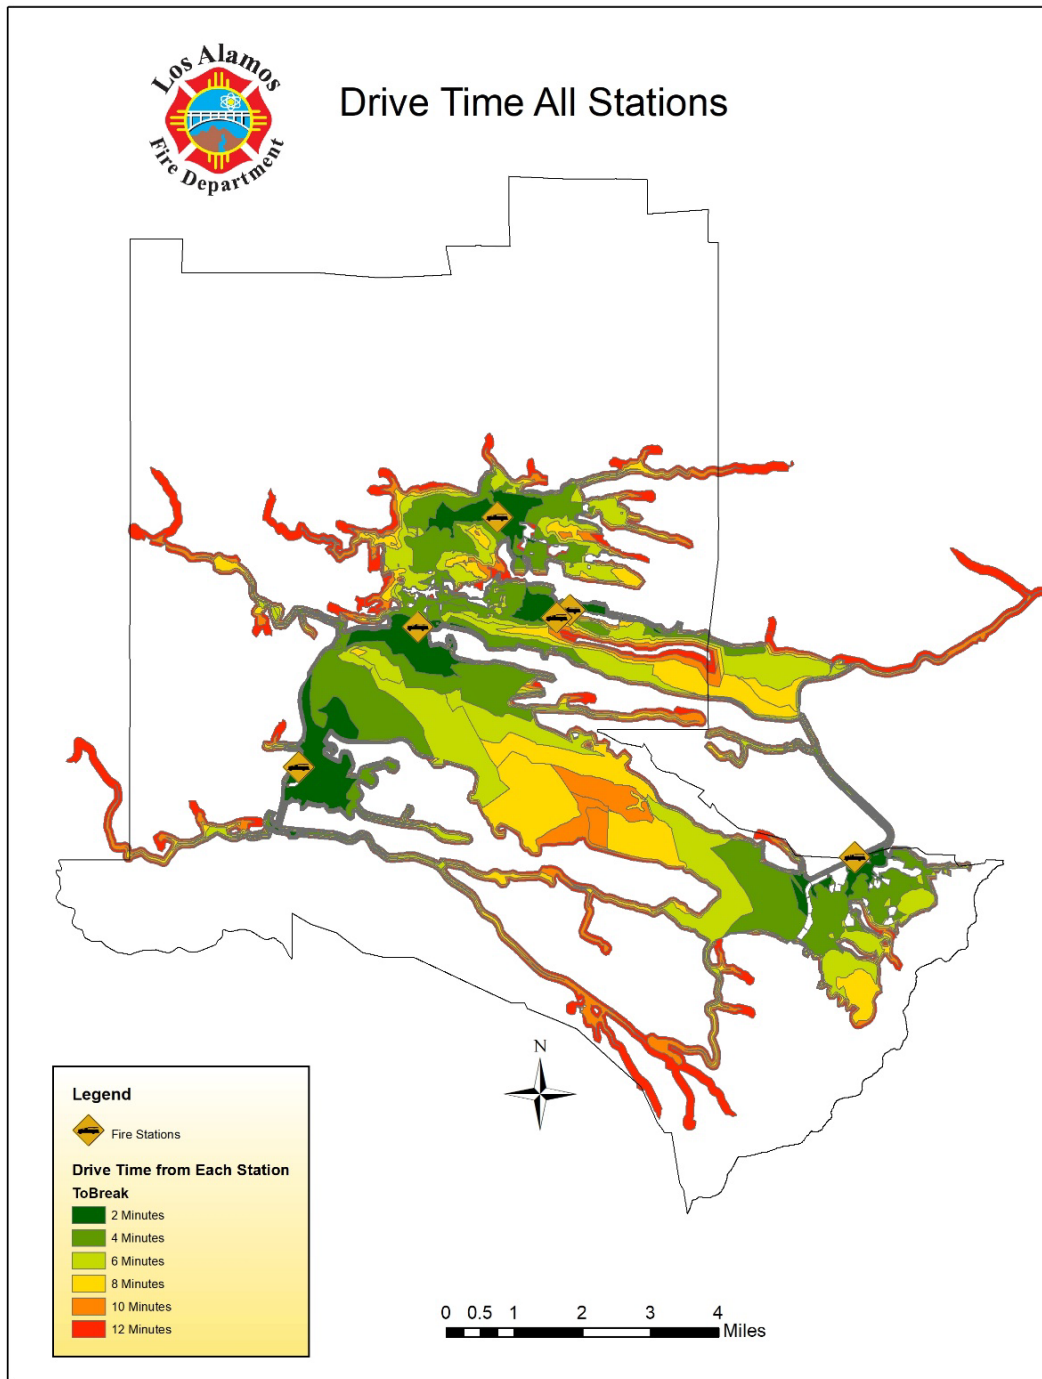 Los Alamos
Fire Department
Drive Time All Stations
N
Legend
Fire Stations
Drive Time from Each Station
ToBreak
2 Minutes
4 Minutes
6 Minutes
8 Minutes
10 Minutes
12 Minutes
0 0.5 1 2 3 4
Miles